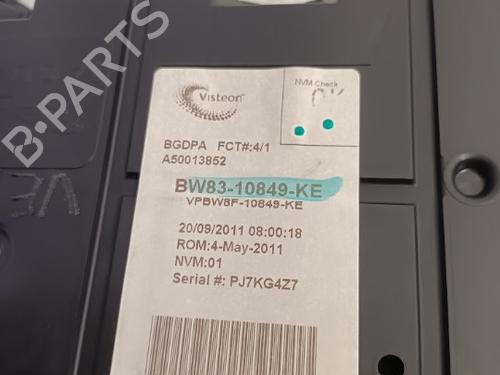 Visteon
NVM Check
OK
BGDPA FCT#:4/1
A50013852
BW83-10849-KE
VPBW8F-10849-KE
20/09/2011 08:00:18
ROM:4-May-2011
NVM:01
Serial #: PJ7KG4Z7